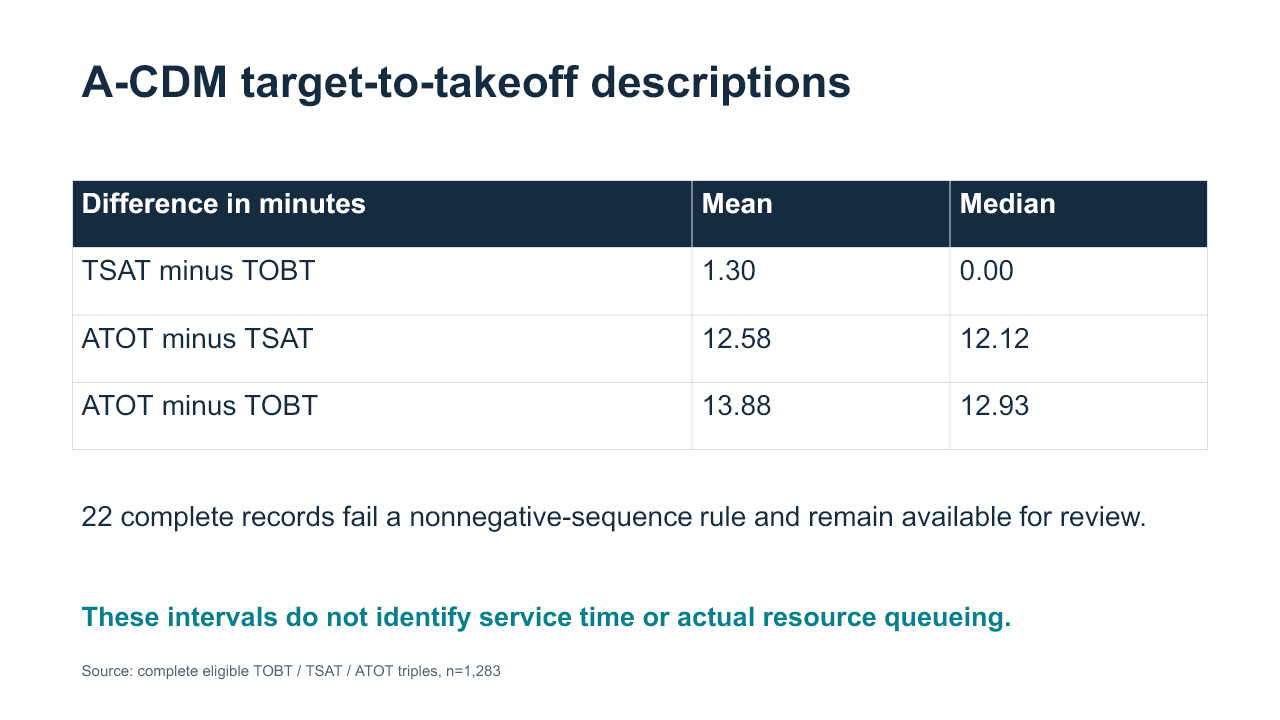 A-CDM target-to-takeoff descriptions
Difference in minutes Mean Median
TSAT minus TOBT 1.30 0.00
ATOT minus TSAT 12.58 12.12
ATOT minus TOBT 13.88 12.93
22 complete records fail a nonnegative-sequence rule and remain available for review.
These intervals do not identify service time or actual resource queueing.
Source: complete eligible TOBT / TSAT / ATOT triples, n=1,283